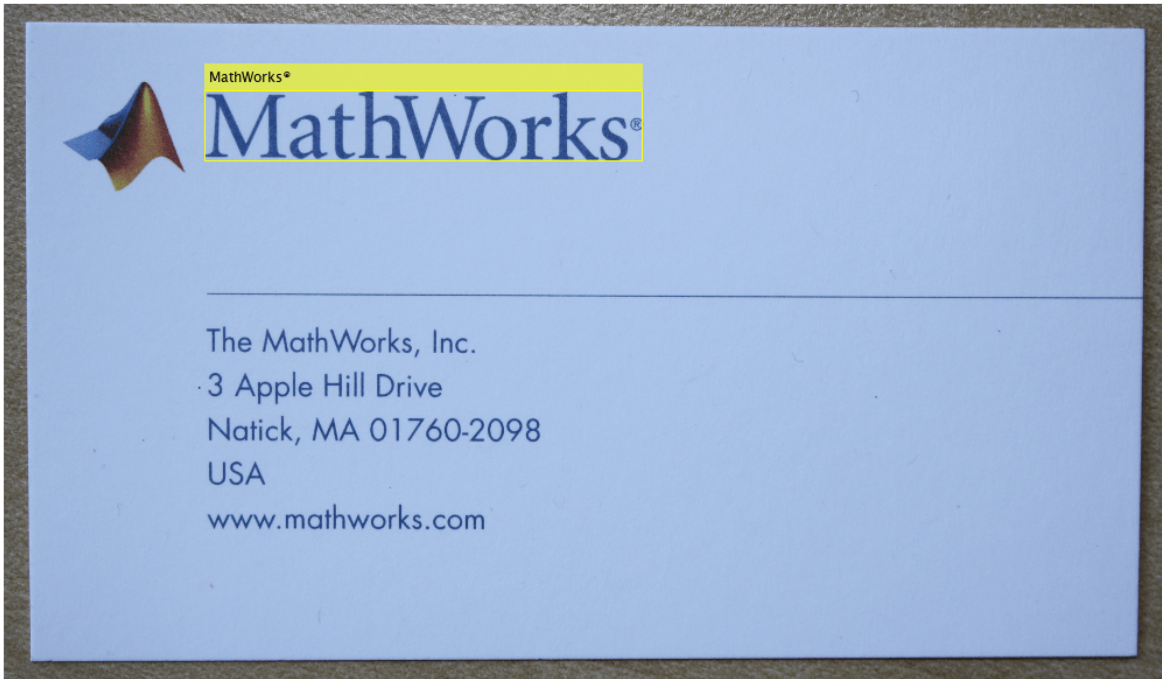 MathWorks®
MathWorks®
The MathWorks, Inc.
3 Apple Hill Drive
Natick, MA 01760-2098
USA
www.mathworks.com